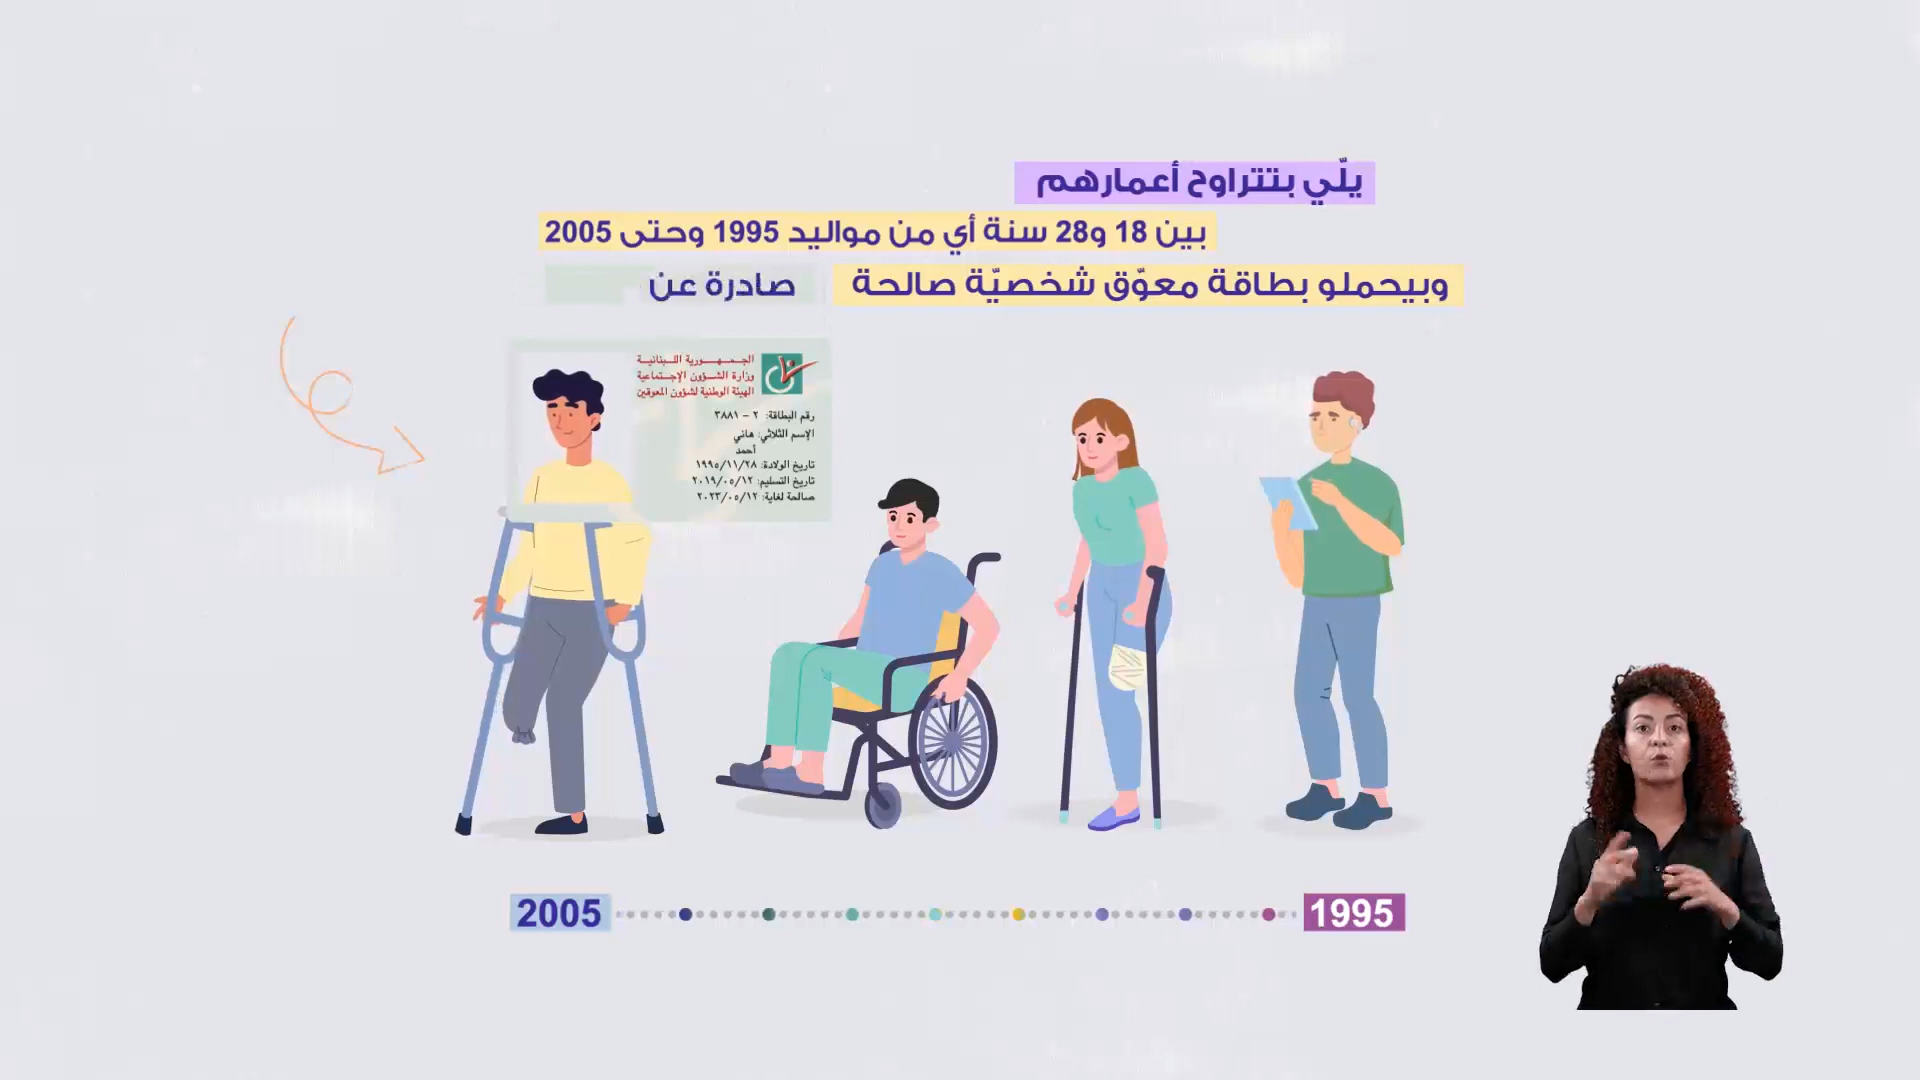 يلّي بتتراوح أعمارهم
بين 18 و28 سنة أي من مواليد 1995 وحتى 2005
وبيحملو بطاقة معوّق شخصيّة صالحة صادرة عن
الجمهورية اللبنانية
وزارة الشؤون الإجتماعية
الهيئة الوطنية لشؤون المعوقين
رقم البطاقة: ٢ - ٣٨٨١
الإسم الثلاثي: هاني
أحمد
تاريخ الولادة: ١٩٩٥/١١/٢٨
تاريخ التسليم: ٢٠١٩/٠٥/١٢
صالحة لغاية: ٢٠٢٣/٠٥/١٢
1995
2005